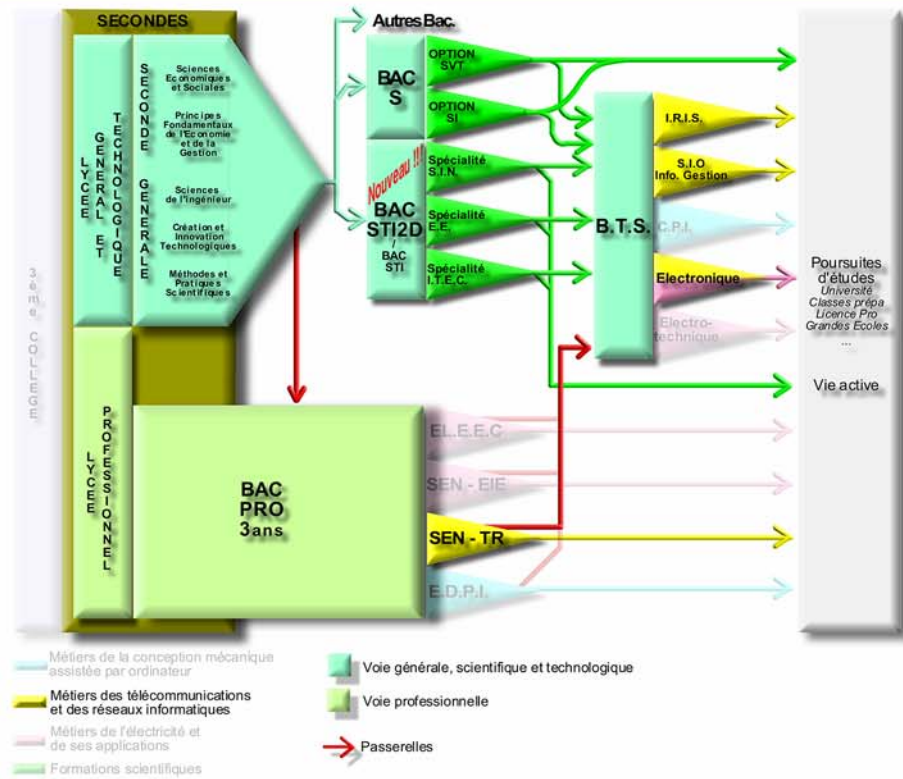 SECONDES
3ème COLLEGE
LYCEE
GENERAL ET
TECHNOLOGIQUE
SECONDE
GENERALE
Sciences
Economiques
et Sociales
Principes
Fondamentaux
de l'Economie
et de la
Gestion
Sciences
de l'Ingénieur
Création et
Innovation
Technologiques
Méthodes et
Pratiques
Scientifiques
Autres Bac.
BAC
S
OPTION
SVT
OPTION
SI
Nouveau !!!
BAC
STI2D
/
BAC
STI
Spécialité
S.I.N.
Spécialité
E.E.
Spécialité
I.T.E.C.
B.T.S.
I.R.I.S.
S.I.O
Info. Gestion
C.P.I.
Electronique
Electro-
technique
Poursuites
d'études
Université
Classes prépa
Licence Pro
Grandes Ecoles
...
Vie active
LYCEE
PROFESSIONNEL
BAC
PRO
3ans
EL.E.E.C
SEN - EIE
SEN - TR
E.D.P.I.
Métiers de la conception mécanique
assistée par ordinateur
Métiers des télécommunications
et des réseaux informatiques
Métiers de l'électricité et
de ses applications
Formations scientifiques
Voie générale, scientifique et technologique
Voie professionnelle
Passerelles